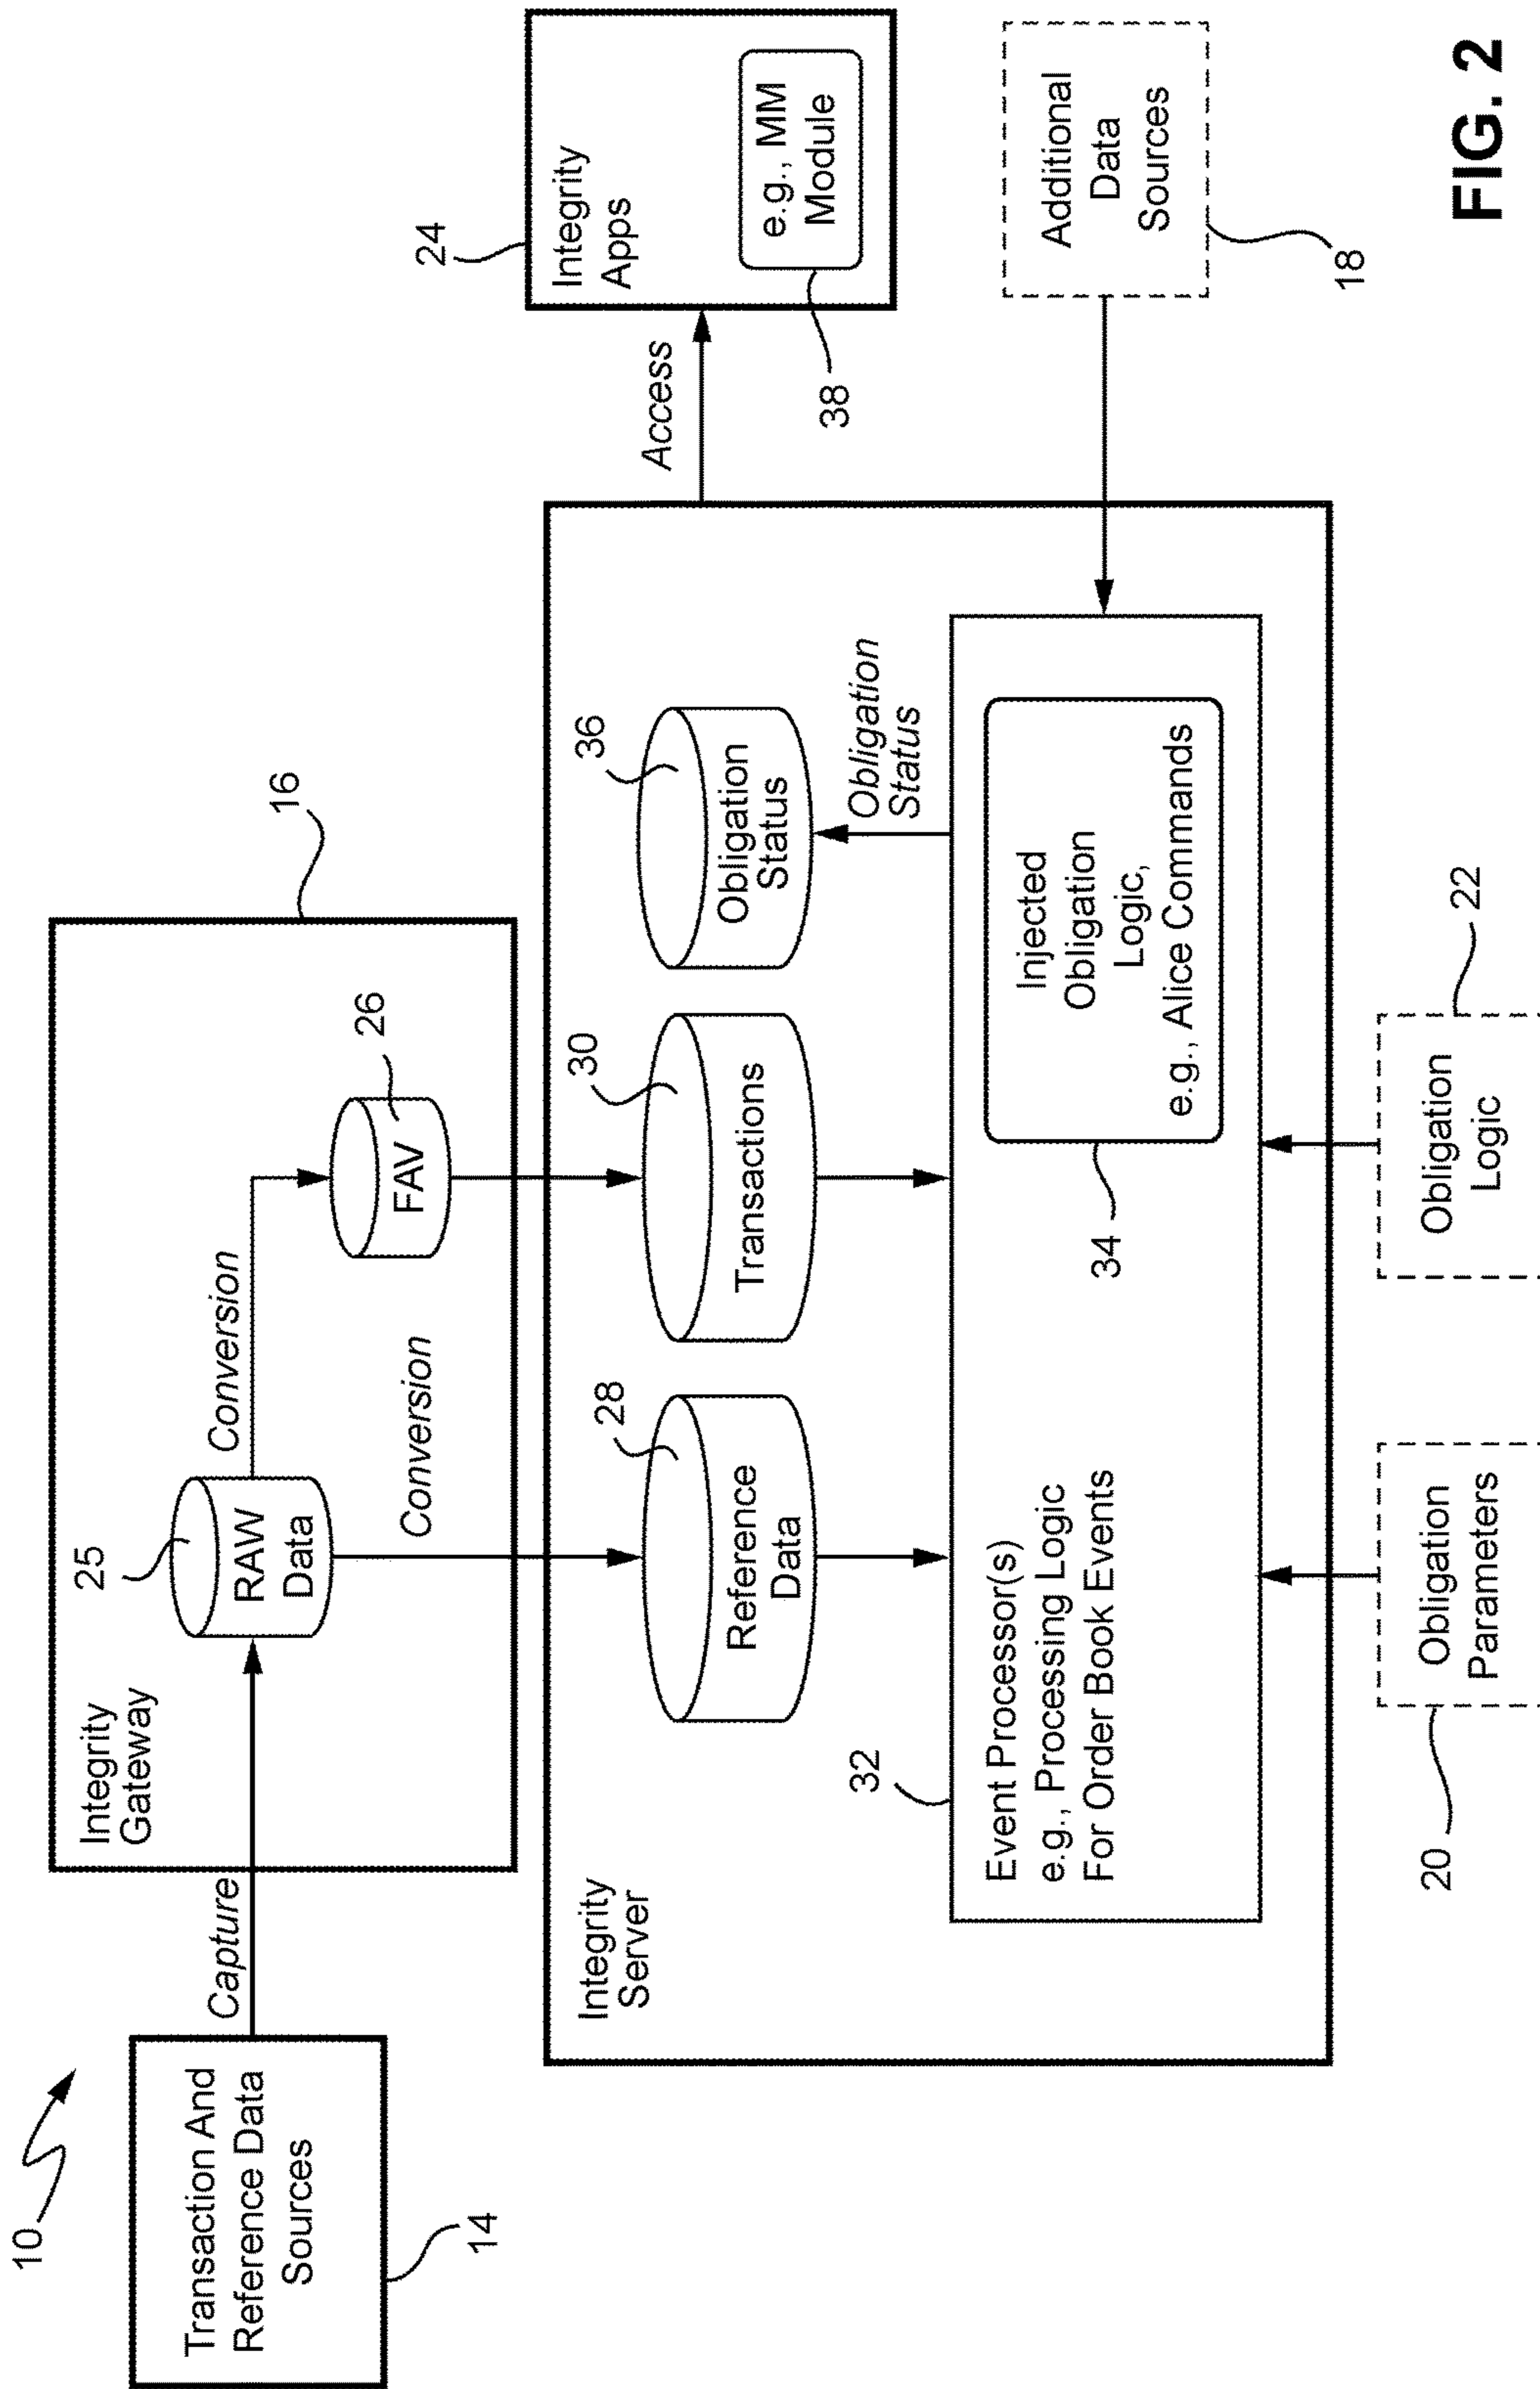 10
Transaction And
Reference Data
Sources
14
Capture
Integrity
Gateway
16
25
RAW
Data
Conversion
Conversion
26
FAV
Integrity
Server
28
Reference
Data
30
Transactions
36
Obligation
Status
Obligation
Status
32
Event Processor(s)
e.g., Processing Logic
For Order Book Events
34
Injected
Obligation
Logic,
e.g., Alice Commands
Access
24
Integrity
Apps
e.g., MM
Module
38
Additional
Data
Sources
18
20
Obligation
Parameters
22
Obligation
Logic
FIG. 2